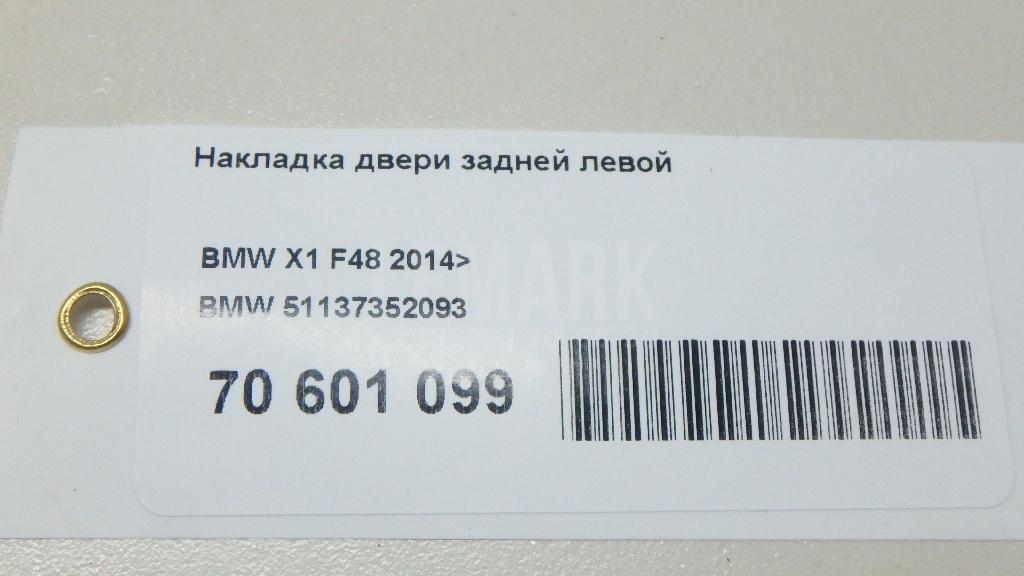 Накладка двери задней левой
BMW X1 F48 2014>
BMW 51137352093
70 601 099